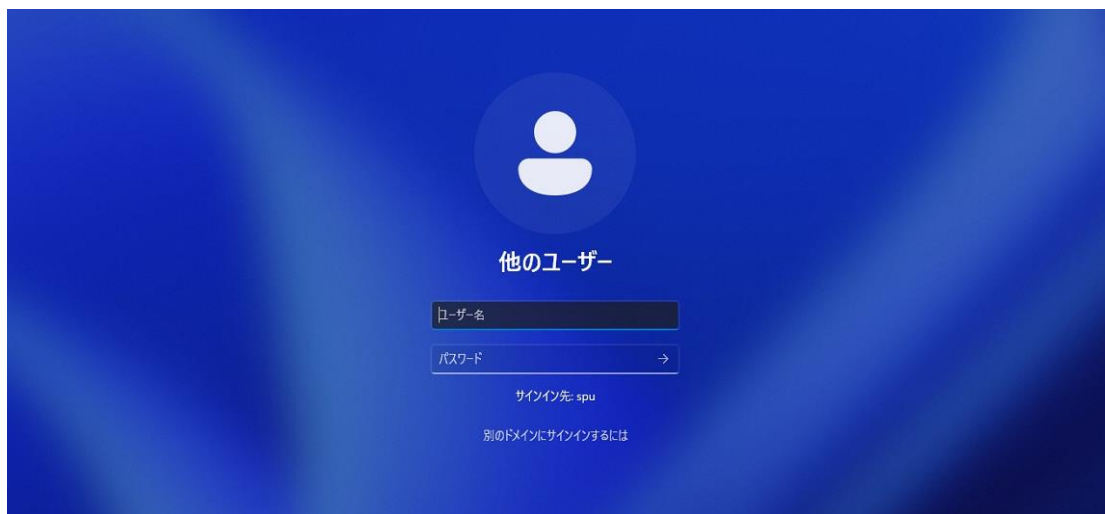 他のユーザー
ユーザー名
パスワード
サインイン先: spu
別のドメインにサインインするには